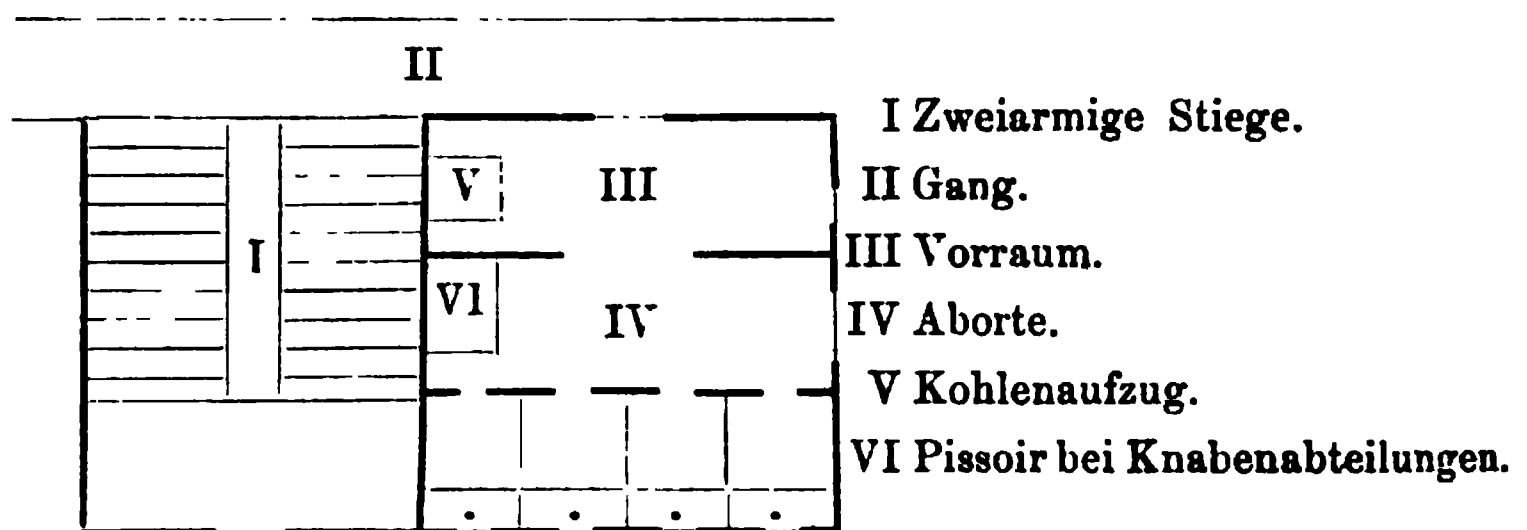 II
I Zweiarmige Stiege.
II Gang.
III Vorraum.
IV Aborte.
V Kohlenaufzug.
VI Pissoir bei Knabenabteilungen.
V
III
I
VI
IV